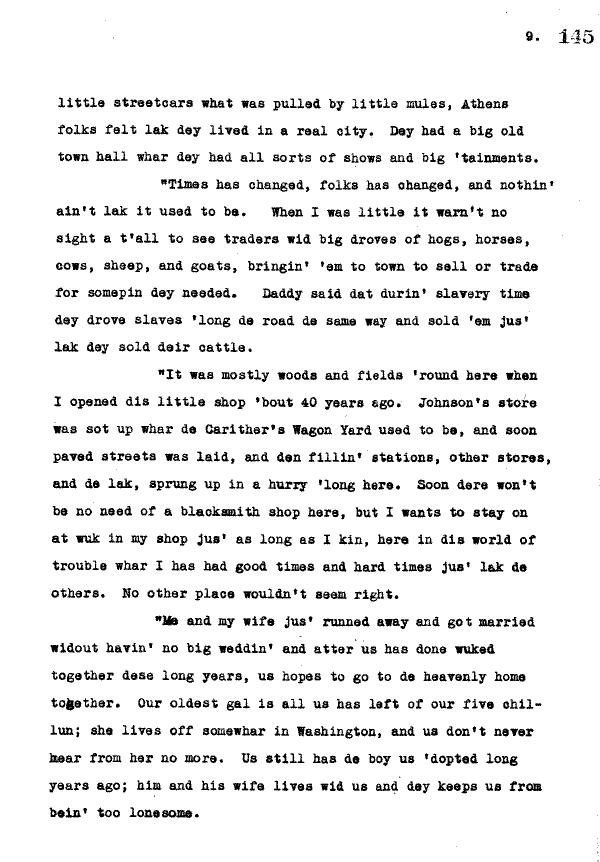 9. 145
little streetcars what was pulled by little mules, Athens
folks felt lak dey lived in a real city. Dey had a big old
town hall whar dey had all sorts of shows and big 'tainments.
"Times has changed, folks has changed, and nothin'
ain't lak it used to be. When I was little it warn't no
sight a t'all to see traders wid big droves of hogs, horses,
cows, sheep, and goats, bringin' 'em to town to sell or trade
for somepin dey needed. Daddy said dat durin' slavery time
dey drove slaves 'long de road de same way and sold 'em jus'
lak dey sold deir cattle.
"It was mostly woods and fields 'round here when
I opened dis little shop 'bout 40 years ago. Johnson's store
was sot up whar de Carither's Wagon Yard used to be, and soon
paved streets was laid, and den fillin' stations, other stores,
and de lak, sprung up in a hurry 'long here. Soon dere won't
be no need of a blacksmith shop here, but I wants to stay on
at wuk in my shop jus' as long as I kin, here in dis world of
trouble whar I has had good times and hard times jus' lak de
others. No other place wouldn't seem right.
"Me and my wife jus' runned away and got married
widout havin' no big weddin' and atter us has done wuked
together dese long years, us hopes to go to de heavenly home
together. Our oldest gal is all us has left of our five chil-
lun; she lives off somewhar in Washington, and us don't never
hear from her no more. Us still has de boy us 'dopted long
years ago; him and his wife lives wid us and dey keeps us from
bein' too lonesome.